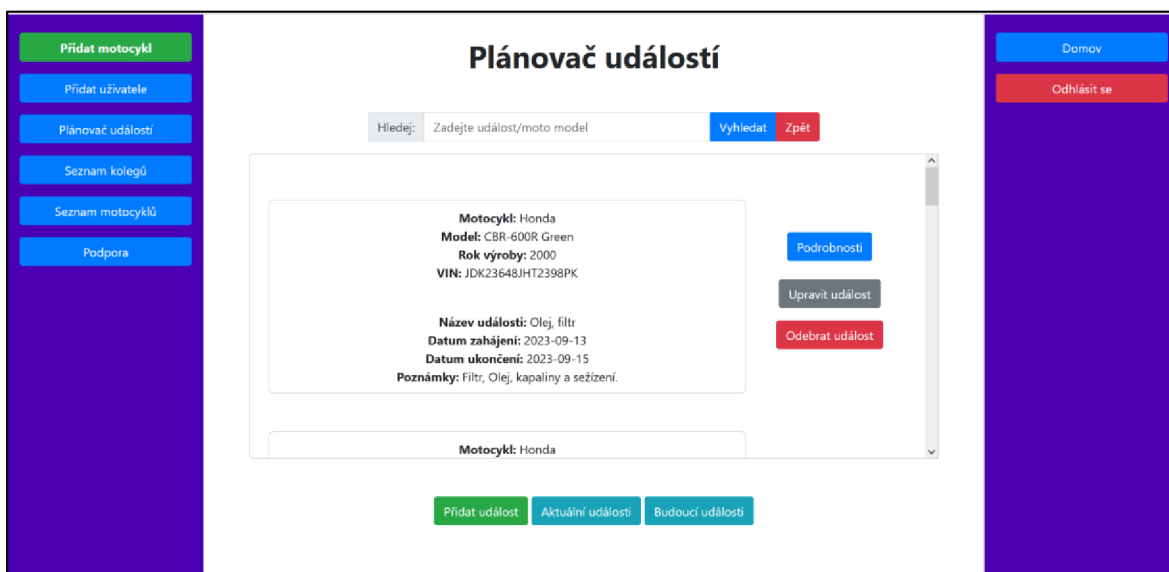 Přidat motocykl
Přidat uživatele
Plánovač událostí
Seznam kolegů
Seznam motocyklů
Podpora
Plánovač událostí
Hledej: Zadejte událost/moto model Vyhledat Zpět
Motocykl: Honda
Model: CBR-600R Green
Rok výroby: 2000
VIN: JDK23648JHT2398PK
Název události: Olej, filtr
Datum zahájení: 2023-09-13
Datum ukončení: 2023-09-15
Poznámky: Filtr, Olej, kapaliny a sežízení.
Podrobnosti
Upravit událost
Odebrat událost
Motocykl: Honda
Přidat událost Aktuální události Budoucí události
Domov
Odhlásit se